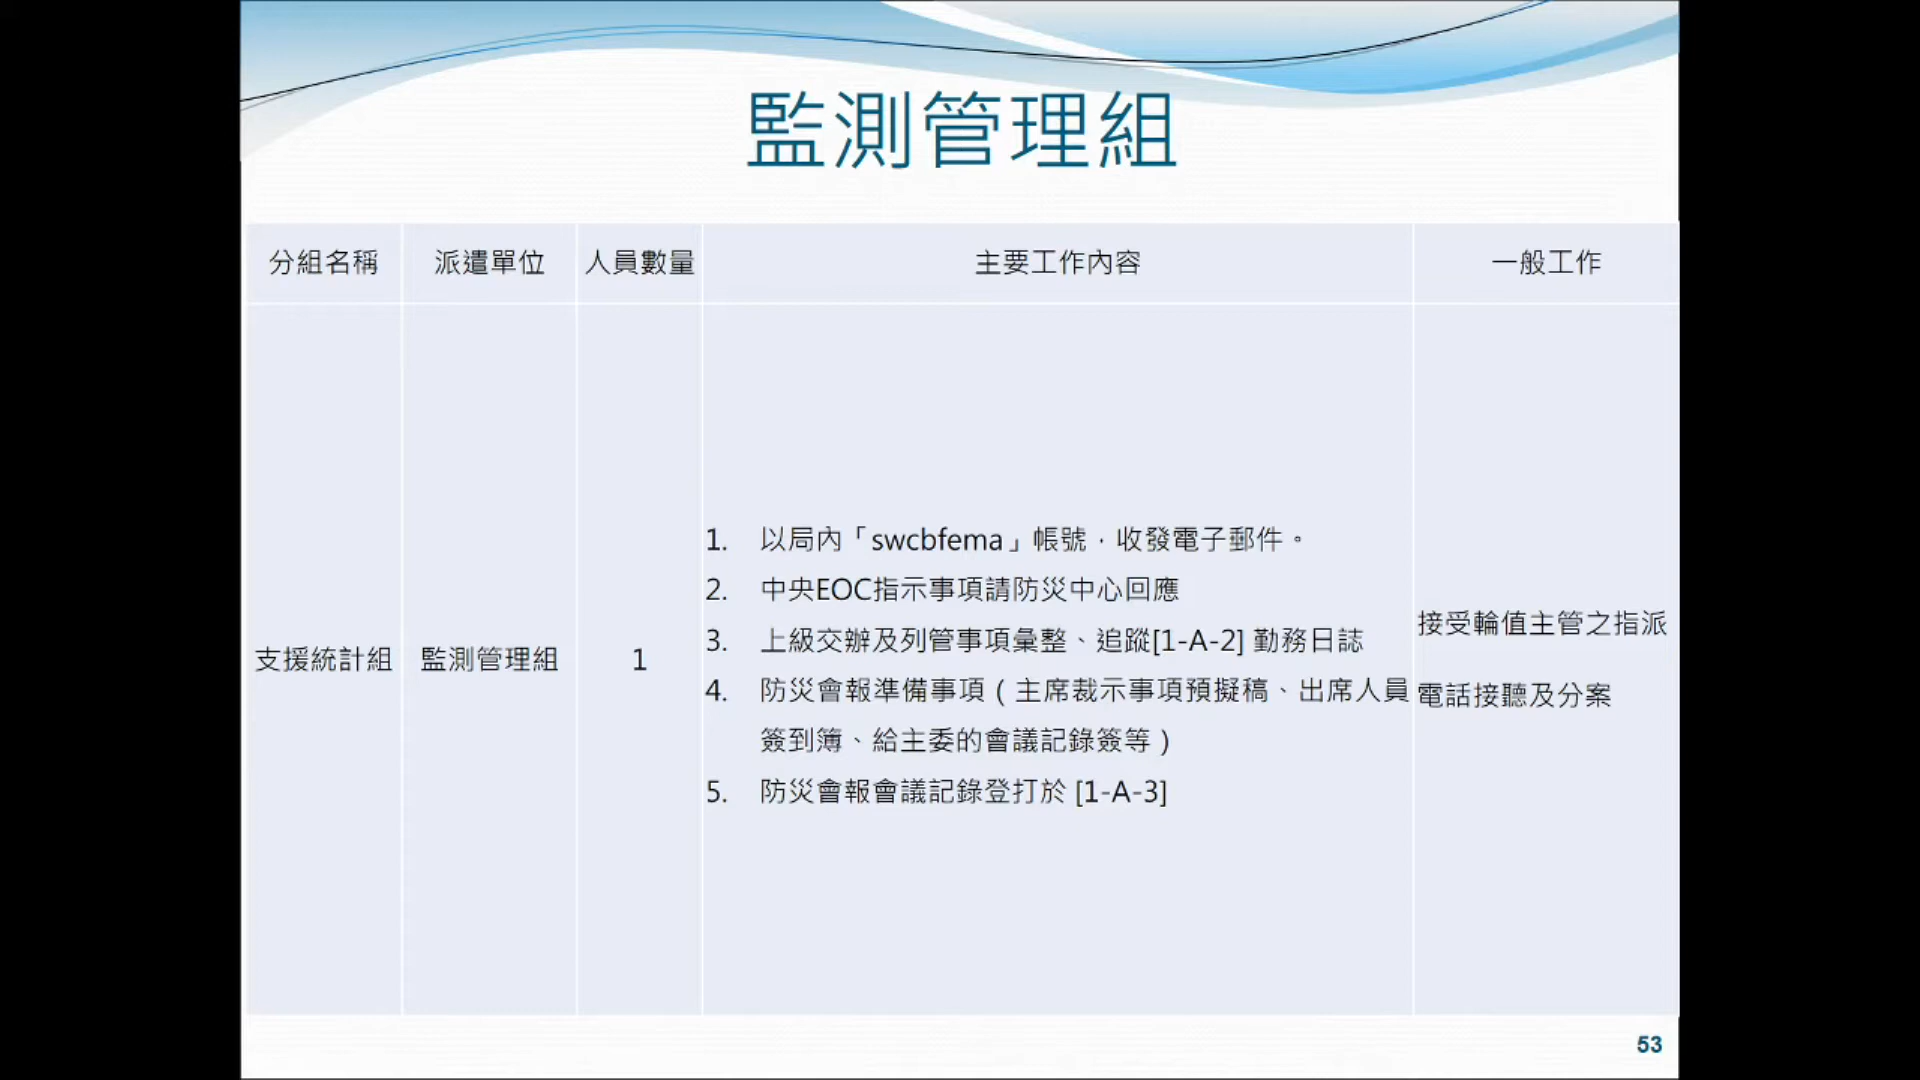 監測管理組
分組名稱 派遣單位 人員數量 主要工作內容 一般工作
支援統計組 監測管理組 1
1. 以局內「swcbfema」帳號，收發電子郵件。
2. 中央EOC指示事項請防災中心回應
3. 上級交辦及列管事項彙整、追蹤[1-A-2] 勤務日誌
4. 防災會報準備事項（主席裁示事項預擬稿、出席人員
簽到簿、給主委的會議記錄簽等）
5. 防災會報會議記錄登打於 [1-A-3]
接受輪值主管之指派
電話接聽及分案
53